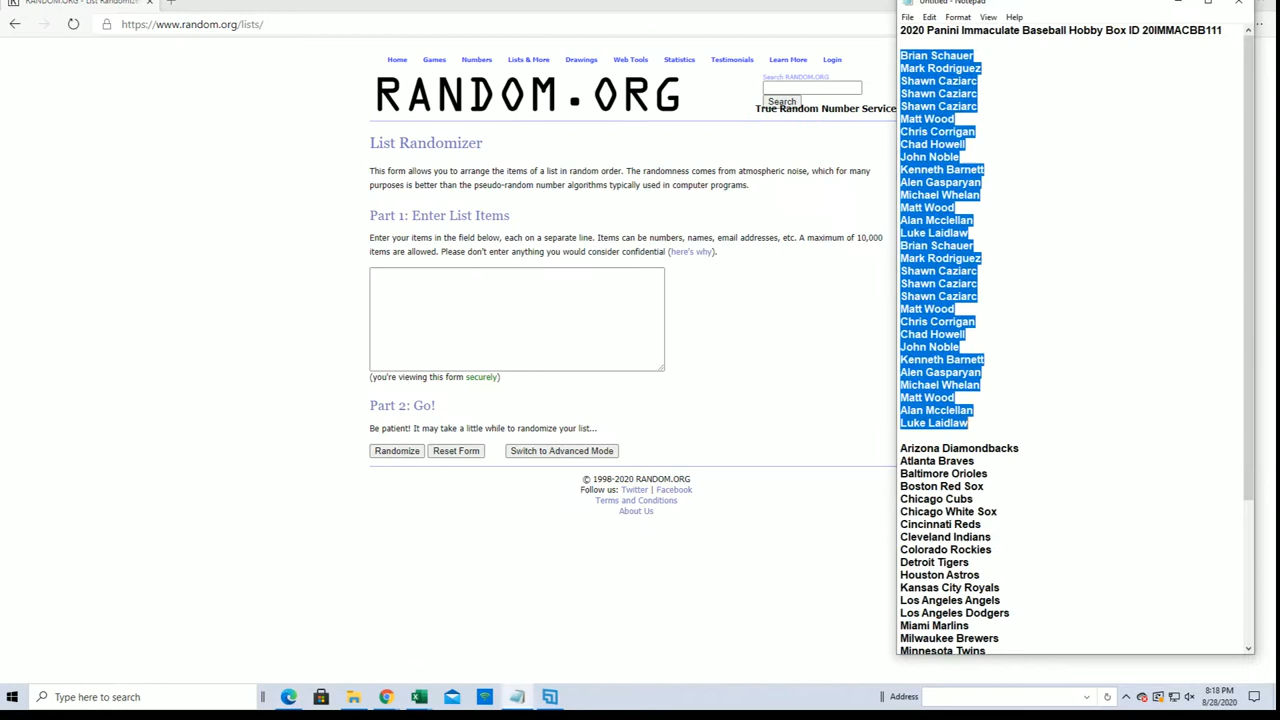 RANDOM.ORG - List Randomize
https://www.random.org/lists/
Home Games Numbers Lists & More Drawings Web Tools Statistics Testimonials Learn More Login
Search RANDOM.ORG
RANDOM.ORG
Search
True Random Number Service
List Randomizer
This form allows you to arrange the items of a list in random order. The randomness comes from atmospheric noise, which for many
purposes is better than the pseudo-random number algorithms typically used in computer programs.
Part 1: Enter List Items
Enter your items in the field below, each on a separate line. Items can be numbers, names, email addresses, etc. A maximum of 10,000
items are allowed. Please don't enter anything you would consider confidential (here's why).
(you're viewing this form securely)
Part 2: Go!
Be patient! It may take a little while to randomize your list...
Randomize Reset Form Switch to Advanced Mode
© 1998-2020 RANDOM.ORG
Follow us: Twitter | Facebook
Terms and Conditions
About Us
Untitled - Notepad
File Edit Format View Help
2020 Panini Immaculate Baseball Hobby Box ID 20IMMACBB111
Brian Schauer
Mark Rodriguez
Shawn Caziarc
Shawn Caziarc
Shawn Caziarc
Matt Wood
Chris Corrigan
Chad Howell
John Noble
Kenneth Barnett
Alen Gasparyan
Michael Whelan
Matt Wood
Alan Mcclellan
Luke Laidlaw
Brian Schauer
Mark Rodriguez
Shawn Caziarc
Shawn Caziarc
Shawn Caziarc
Matt Wood
Chris Corrigan
Chad Howell
John Noble
Kenneth Barnett
Alen Gasparyan
Michael Whelan
Matt Wood
Alan Mcclellan
Luke Laidlaw
Arizona Diamondbacks
Atlanta Braves
Baltimore Orioles
Boston Red Sox
Chicago Cubs
Chicago White Sox
Cincinnati Reds
Cleveland Indians
Colorado Rockies
Detroit Tigers
Houston Astros
Kansas City Royals
Los Angeles Angels
Los Angeles Dodgers
Miami Marlins
Milwaukee Brewers
Minnesota Twins
Type here to search
Address
8:18 PM
8/28/2020